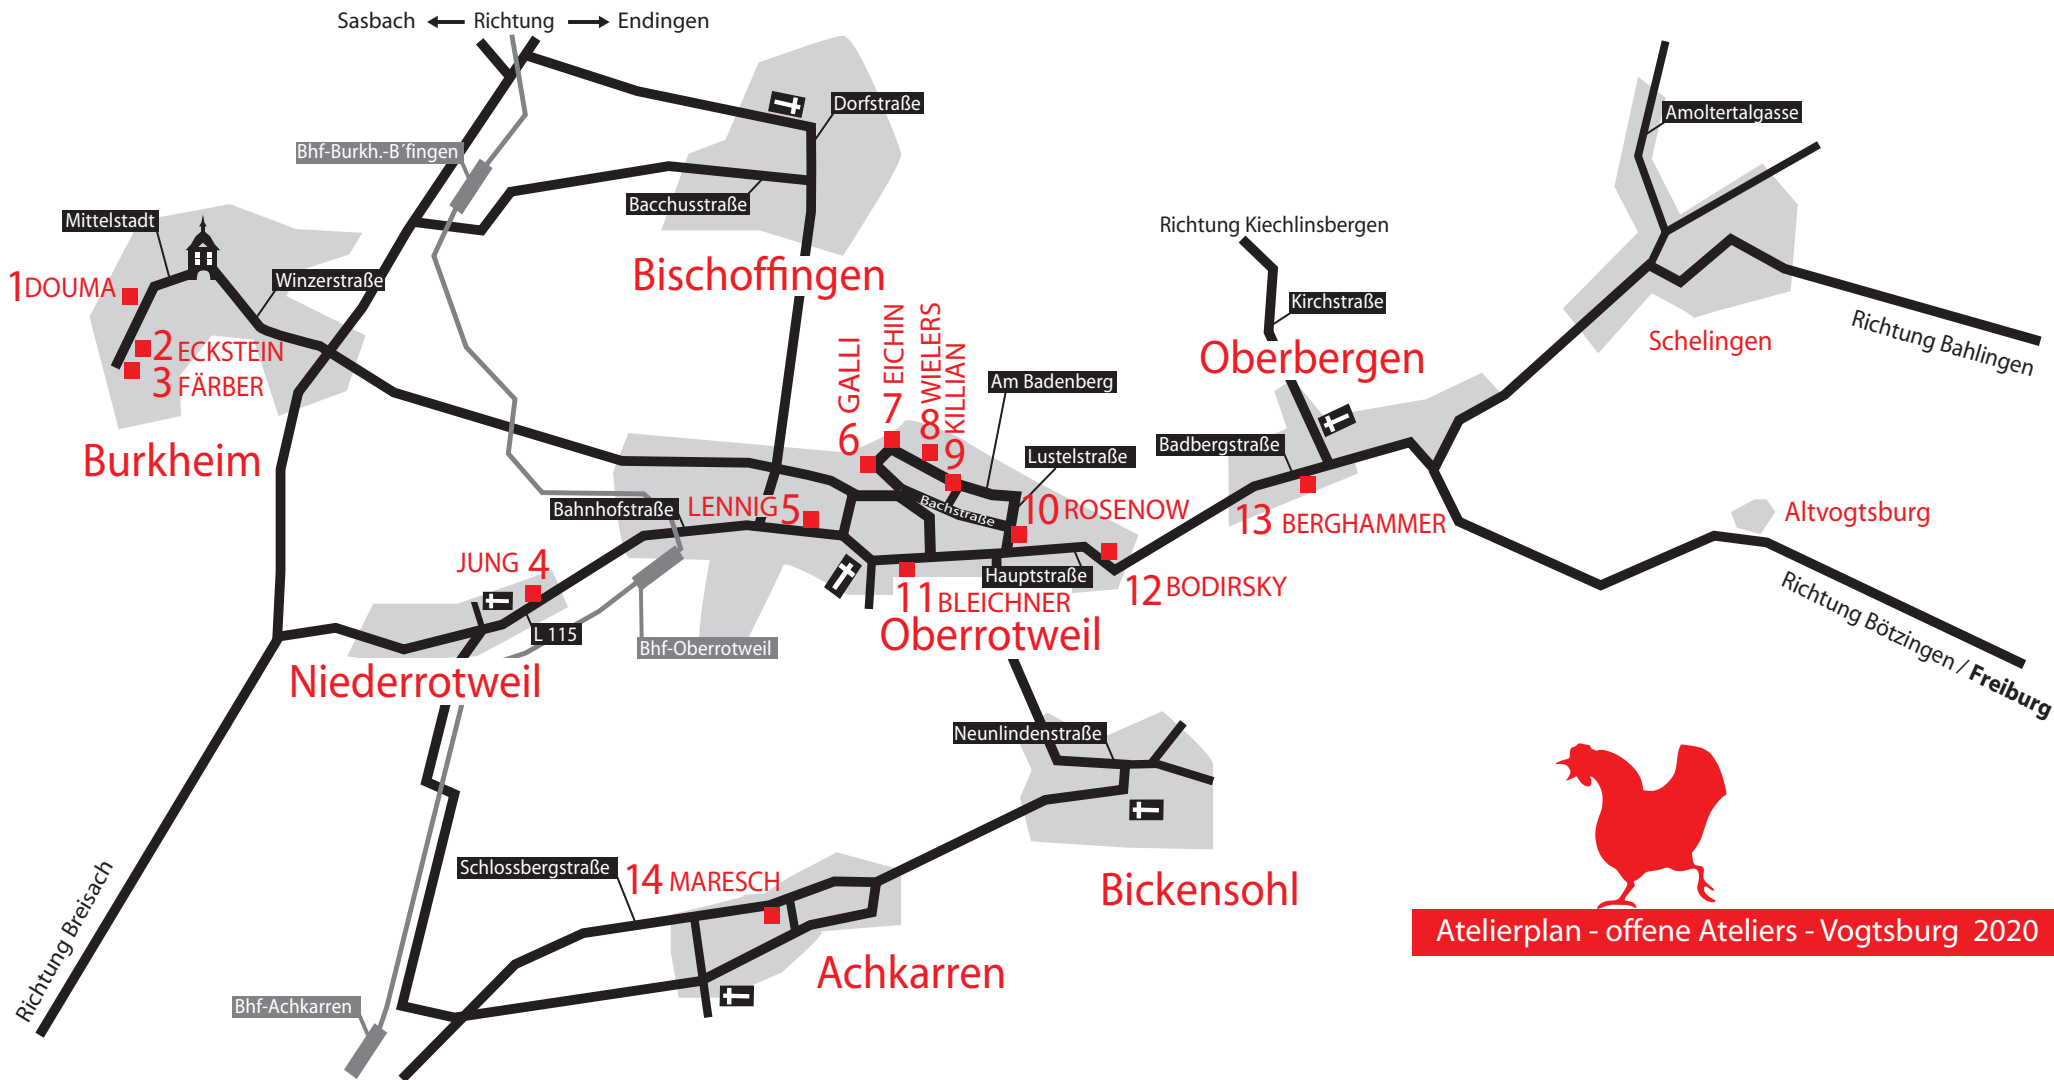 Sasbach Richtung Endingen
Dorfstraße
Amoltertalgasse
Bhf-Burkh.-B´fingen
Bacchusstraße
Mittelstadt
Richtung Kiechlinsbergen
Bischoffingen
Winzerstraße
1 DOUMA
Kirchstraße
2 ECKSTEIN
3 FÄRBER
Oberbergen
Schelingen
Richtung Bahlingen
6 GALLI
7 EICHIN
8 WIELERS
9 KILLIAN
Am Badenberg
Burkheim
Badbergstraße
Lustelstraße
Bahnhofstraße
LENNIG 5
Bachstraße
10 ROSENOW
13 BERGHAMMER
Altvogtsburg
JUNG 4
Hauptstraße
11 BLEICHNER
12 BODIRSKY
L 115
Bhf-Oberrotweil
Oberrotweil
Richtung Bötzingen / Freiburg
Niederrotweil
Neunlindenstraße
Schlossbergstraße
14 MARESCH
Bickensohl
Richtung Breisach
Achkarren
Bhf-Achkarren
Atelierplan - offene Ateliers - Vogtsburg 2020